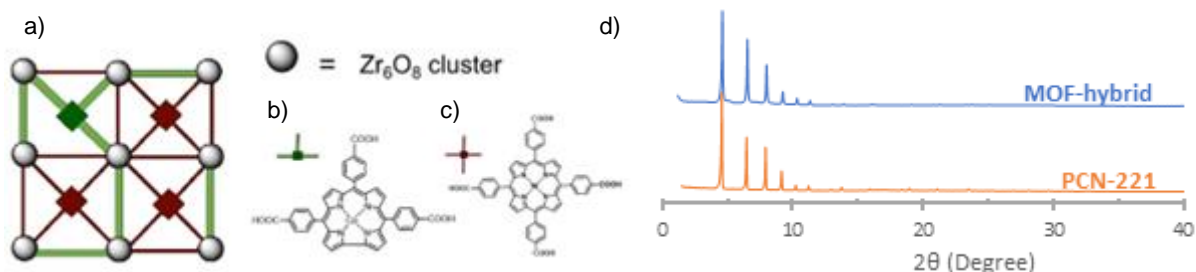 a)
= Zr6O8 cluster
b)
c)
COOH
HOOC
COOH
COOH
HOOC
COOH
COOH
d)
MOF-hybrid
PCN-221
0 10 20 30 40
2θ (Degree)